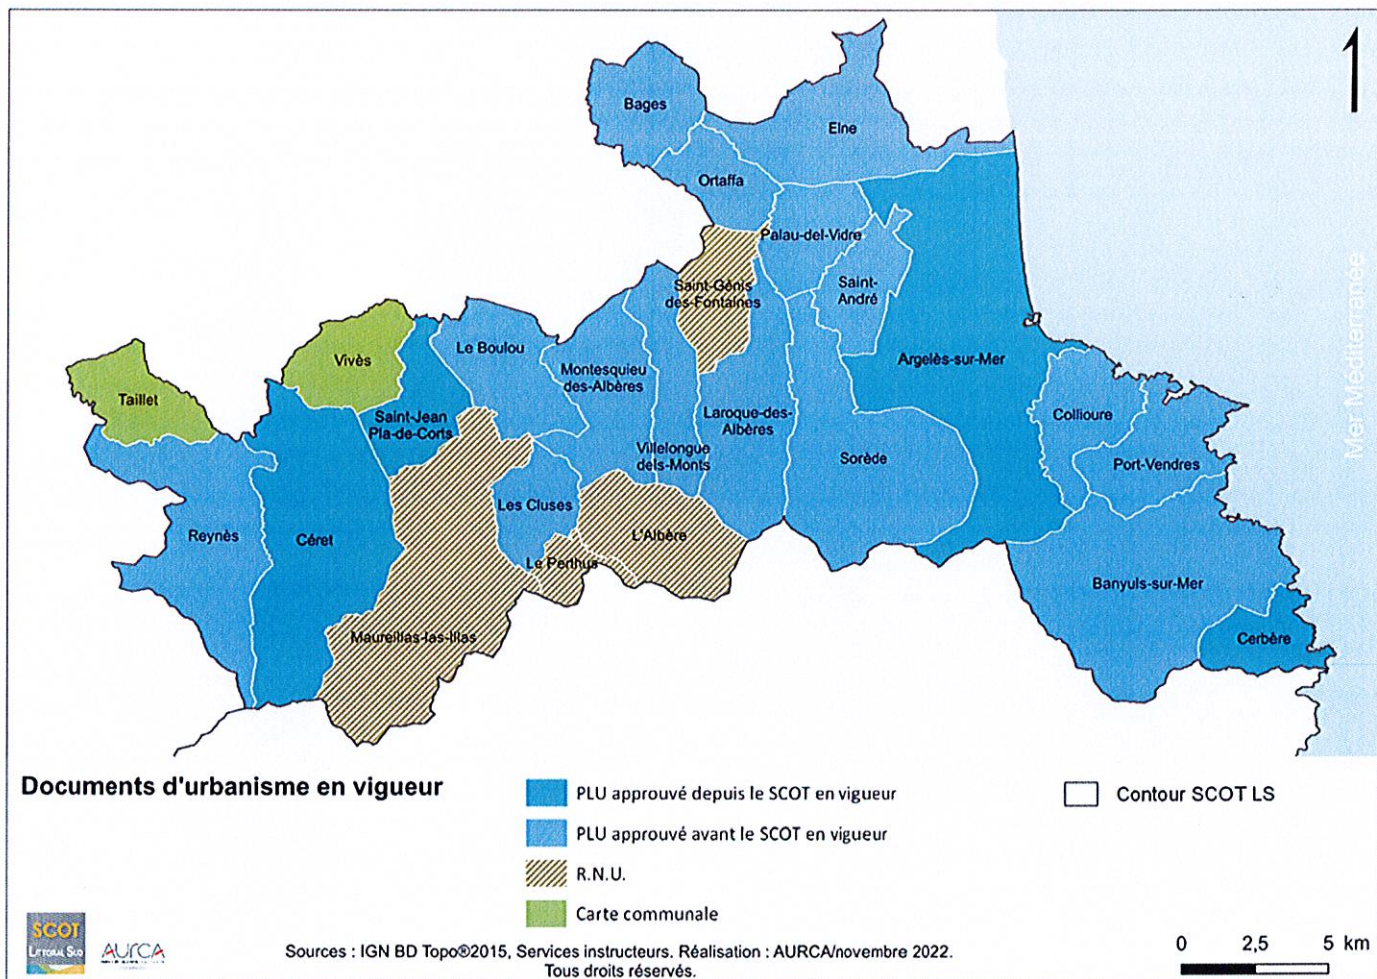 Bages
Elne
Ortaffa
Palau-del-Vidre
Saint-Génis
des-Fontaines
Saint-
André
Vivès
Le Boulou
Montesquieu
des-Albères
Argelès-sur-Mer
Taillet
Saint-Jean
Pla-de-Corts
Laroque-des-
Albères
Collioure
Villelongue
dels-Monts
Sorède
Port-Vendres
Les Cluses
Reynès
Céret
L'Albère
Le Perthus
Banyuls-sur-Mer
Maureillas-las-Illas
Cerbère
Mer Méditerranée
Documents d'urbanisme en vigueur
PLU approuvé depuis le SCOT en vigueur
PLU approuvé avant le SCOT en vigueur
R.N.U.
Carte communale
Contour SCOT LS
SCOT
LITTORAL SUD
AURCA
Sources : IGN BD Topo®2015, Services instructeurs. Réalisation : AURCA/novembre 2022.
Tous droits réservés.
0 2,5 5 km